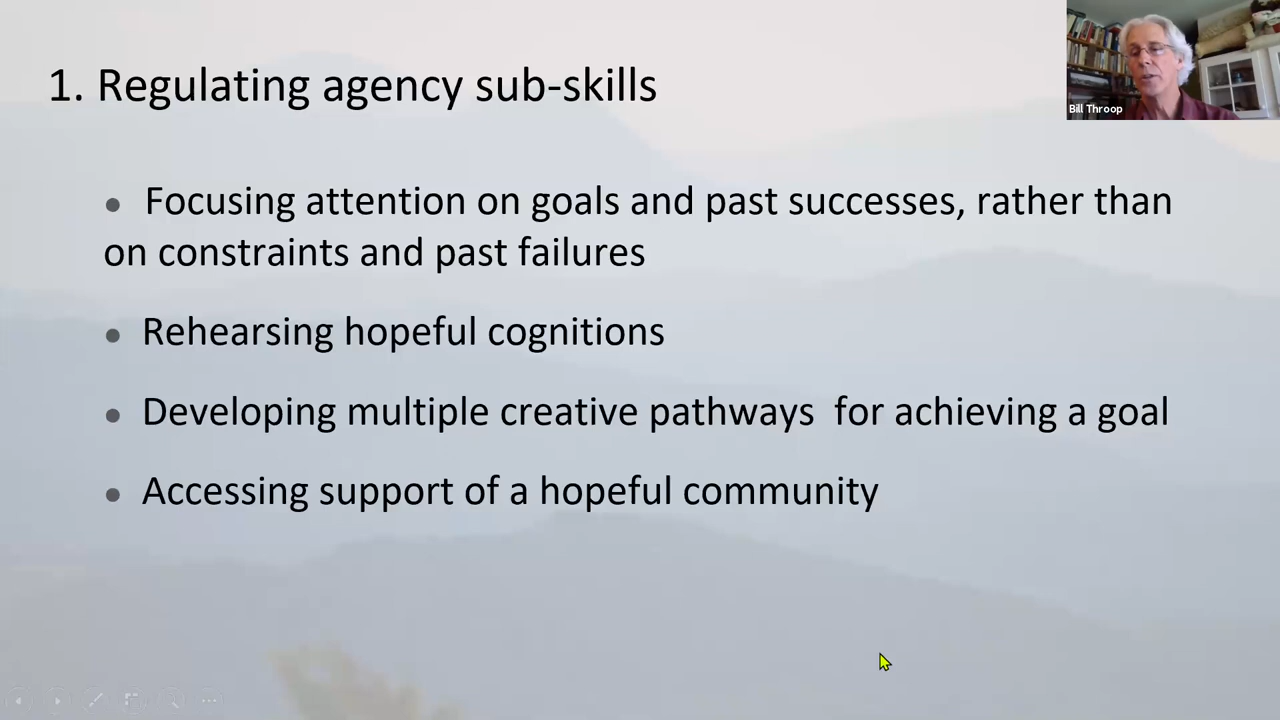 1. Regulating agency sub-skills
Bill Throop
● Focusing attention on goals and past successes, rather than
on constraints and past failures
● Rehearsing hopeful cognitions
● Developing multiple creative pathways  for achieving a goal
● Accessing support of a hopeful community